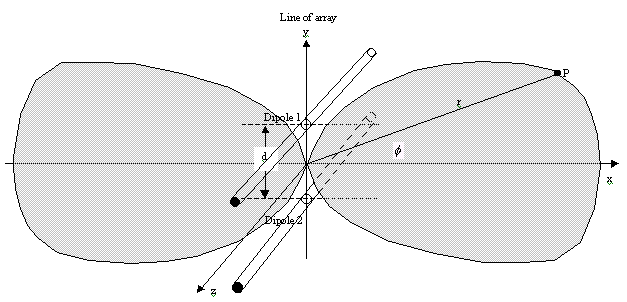 Line of array
y
P
Dipole 1
r
d
ϕ
x
Dipole 2
z